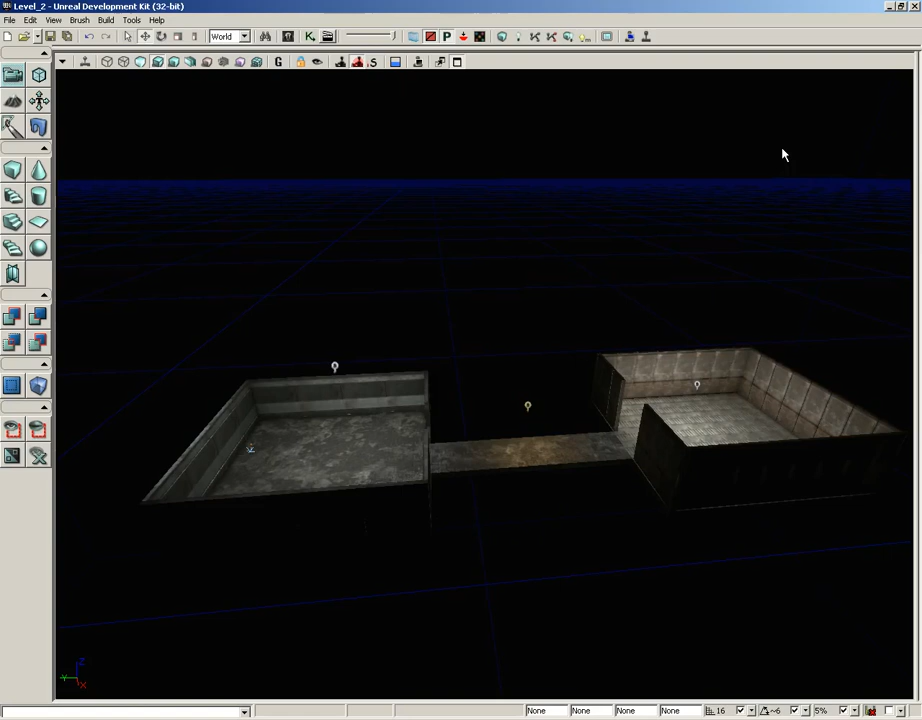 Level_2 - Unreal Development Kit (32-bit)
File Edit View Brush Build Tools Help
World
K
P
G
S
Z
Y
X
None None None None 16 ~6 5%